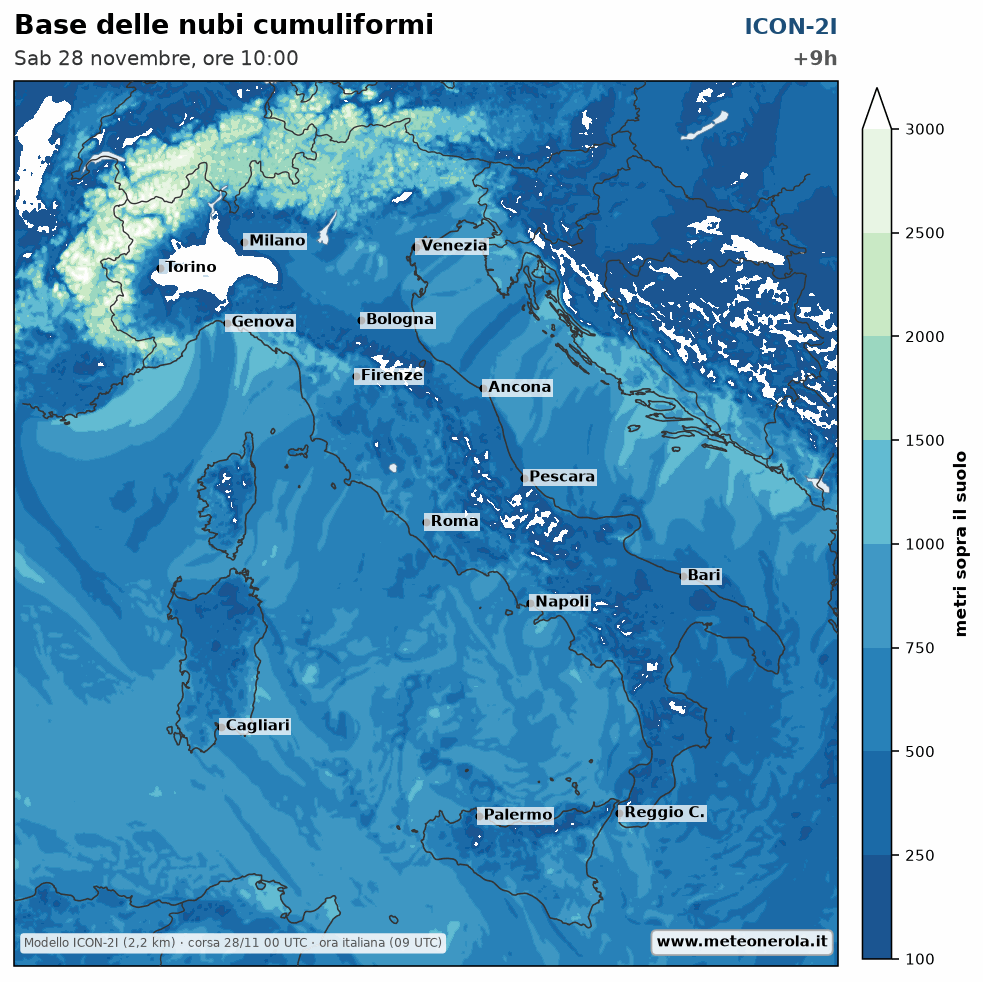 Base delle nubi cumuliformi
ICON-2I
Sab 28 novembre, ore 10:00
+9h
3000
2500
2000
1500
1000
750
500
250
100
metri sopra il suolo
Milano
Venezia
Torino
Genova
Bologna
Firenze
Ancona
Pescara
Roma
Bari
Napoli
Cagliari
Palermo
Reggio C.
Modello ICON-2I (2,2 km) · corsa 28/11 00 UTC · ora italiana (09 UTC)
www.meteonerola.it